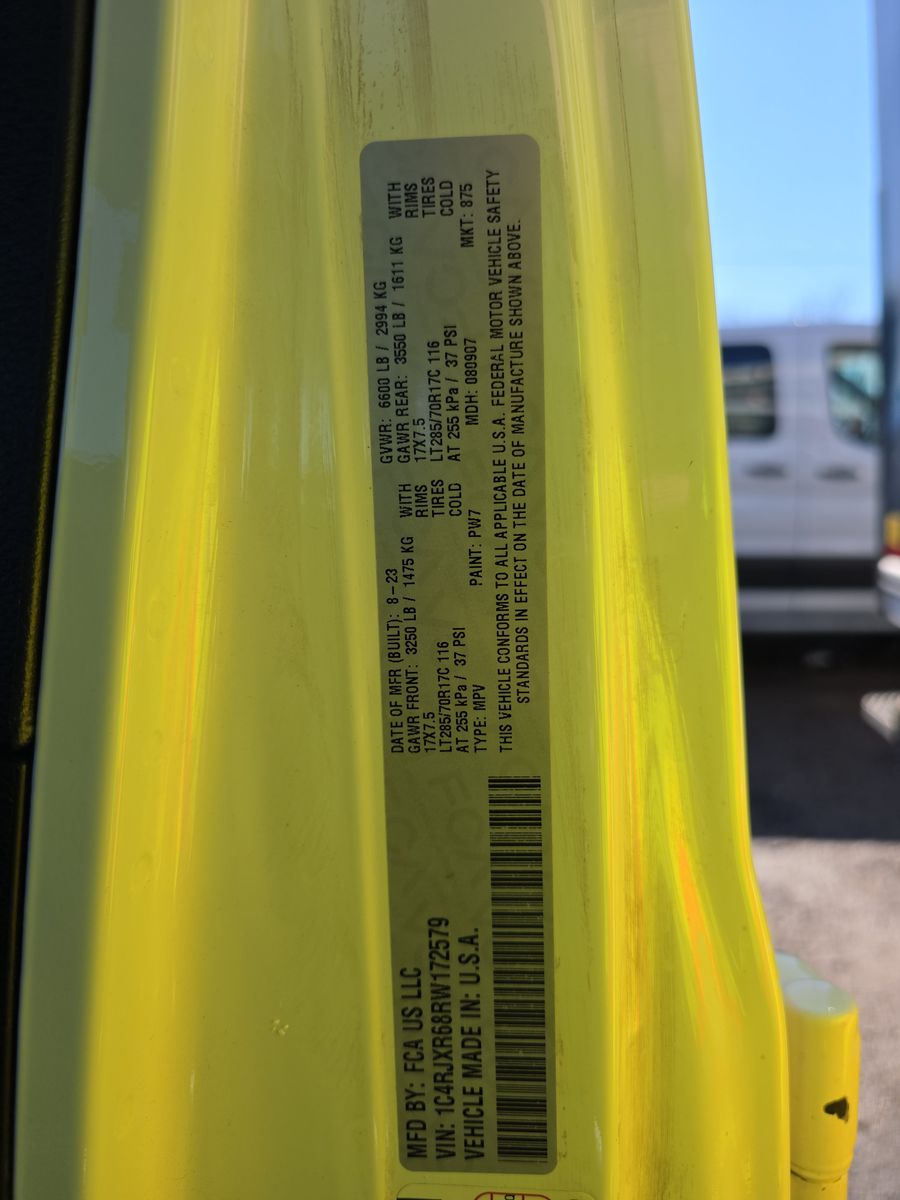 MFD BY: FCA US LLC
VIN: 1C4RJXR68RW172579
VEHICLE MADE IN: U.S.A.
DATE OF MFR (BUILT): 8-23
GAWR FRONT: 3250 LB / 1475 KG WITH
17X7.5 RIMS
LT285/70R17C 116 TIRES
AT 255 kPa / 37 PSI COLD
TYPE: MPV PAINT: PW7 MDH: 080907 MKT: 875
GVWR: 6600 LB / 2994 KG
GAWR REAR: 3550 LB / 1611 KG WITH
17X7.5 RIMS
LT285/70R17C 116 TIRES
AT 255 kPa / 37 PSI COLD
THIS VEHICLE CONFORMS TO ALL APPLICABLE U.S.A. FEDERAL MOTOR VEHICLE SAFETY
STANDARDS IN EFFECT ON THE DATE OF MANUFACTURE SHOWN ABOVE.